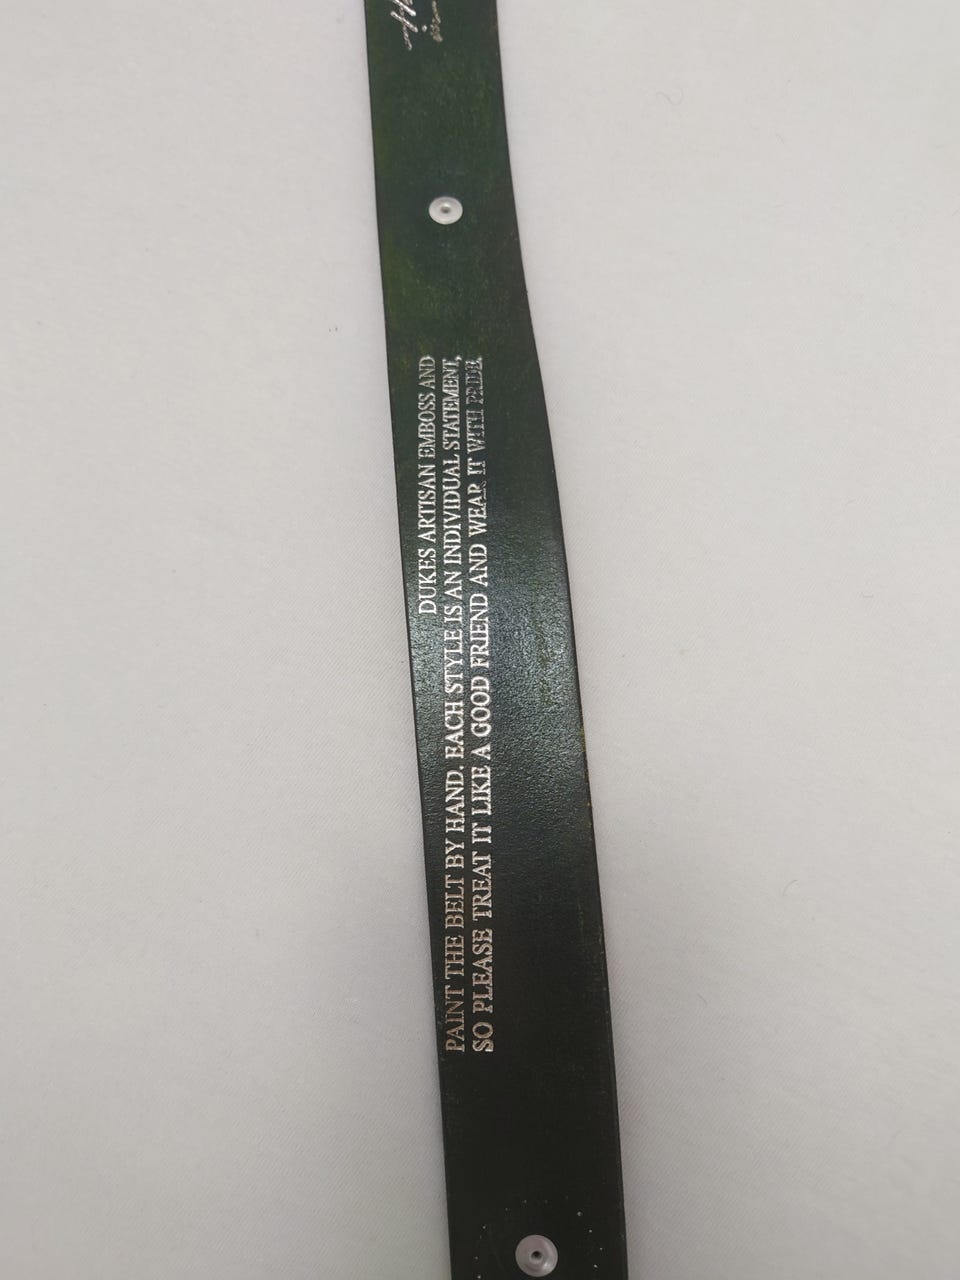 DUKES ARTISAN EMBOSS AND
PAINT THE BELT BY HAND. EACH STYLE IS AN INDIVIDUAL STATEMENT,
SO PLEASE TREAT IT LIKE A GOOD FRIEND AND WEAR IT WITH PRIDE.